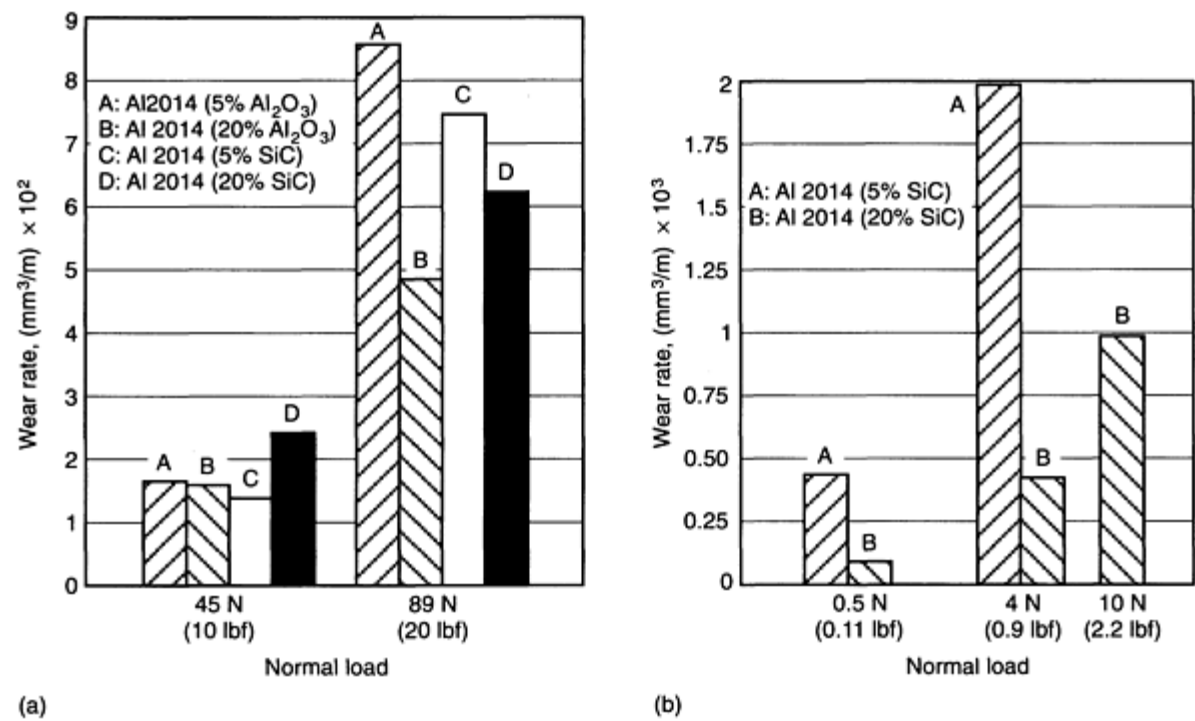 9
8
7
6
5
4
3
2
1
0
Wear rate, (mm³/m) × 10²
A: Al2014 (5% Al₂O₃)
B: Al 2014 (20% Al₂O₃)
C: Al 2014 (5% SiC)
D: Al 2014 (20% SiC)
A
B
C
D
A
B
C
D
45 N
(10 lbf)
89 N
(20 lbf)
Normal load
(a)
2
1.75
1.5
1.25
1
0.75
0.50
0.25
0
Wear rate, (mm³/m) × 10³
A: Al 2014 (5% SiC)
B: Al 2014 (20% SiC)
A
B
A
B
B
0.5 N
(0.11 lbf)
4 N
(0.9 lbf)
10 N
(2.2 lbf)
Normal load
(b)